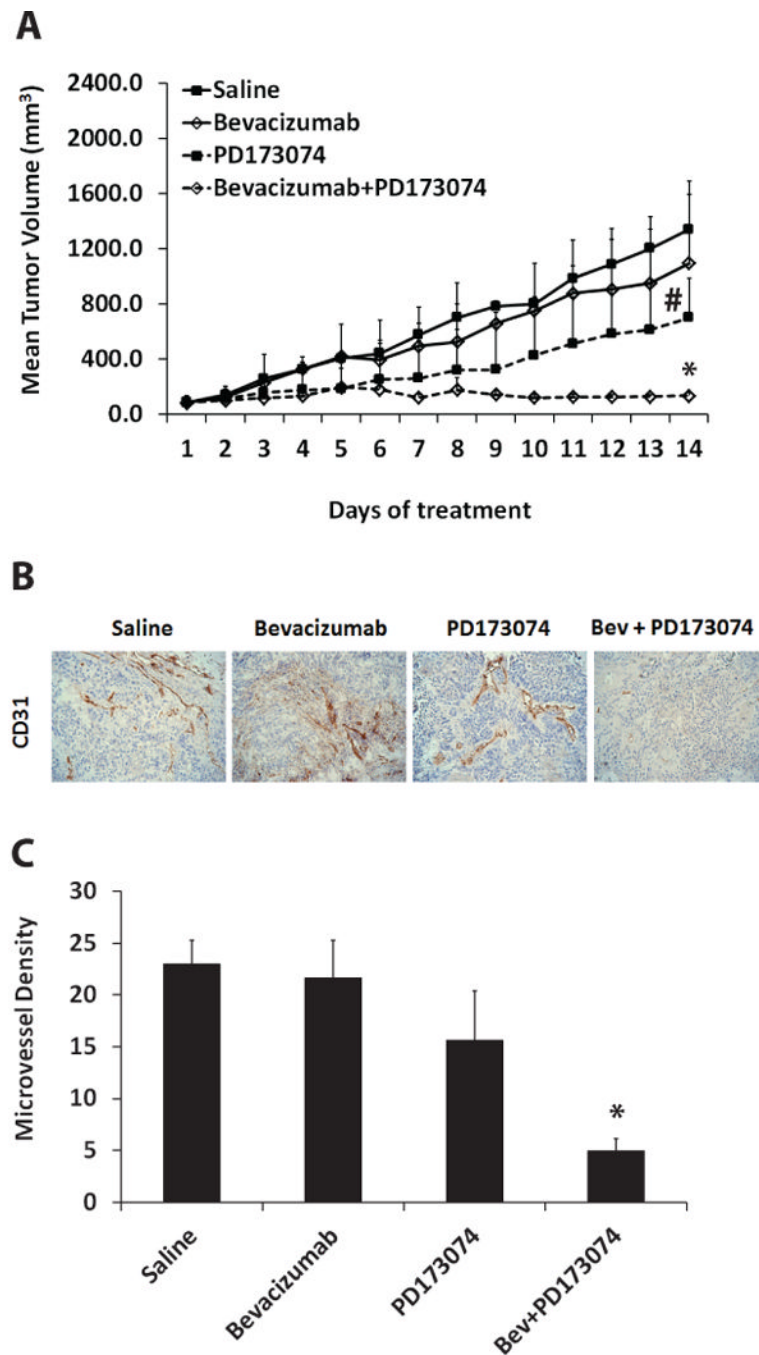 A
2400.0
2000.0
1600.0
1200.0
800.0
400.0
0.0
Mean Tumor Volume (mm³)
Saline
Bevacizumab
PD173074
Bevacizumab+PD173074
#
*
1 2 3 4 5 6 7 8 9 10 11 12 13 14
Days of treatment
B
Saline Bevacizumab PD173074 Bev + PD173074
CD31
C
30
25
20
15
10
5
0
Microvessel Density
*
Saline
Bevacizumab
PD173074
Bev+PD173074